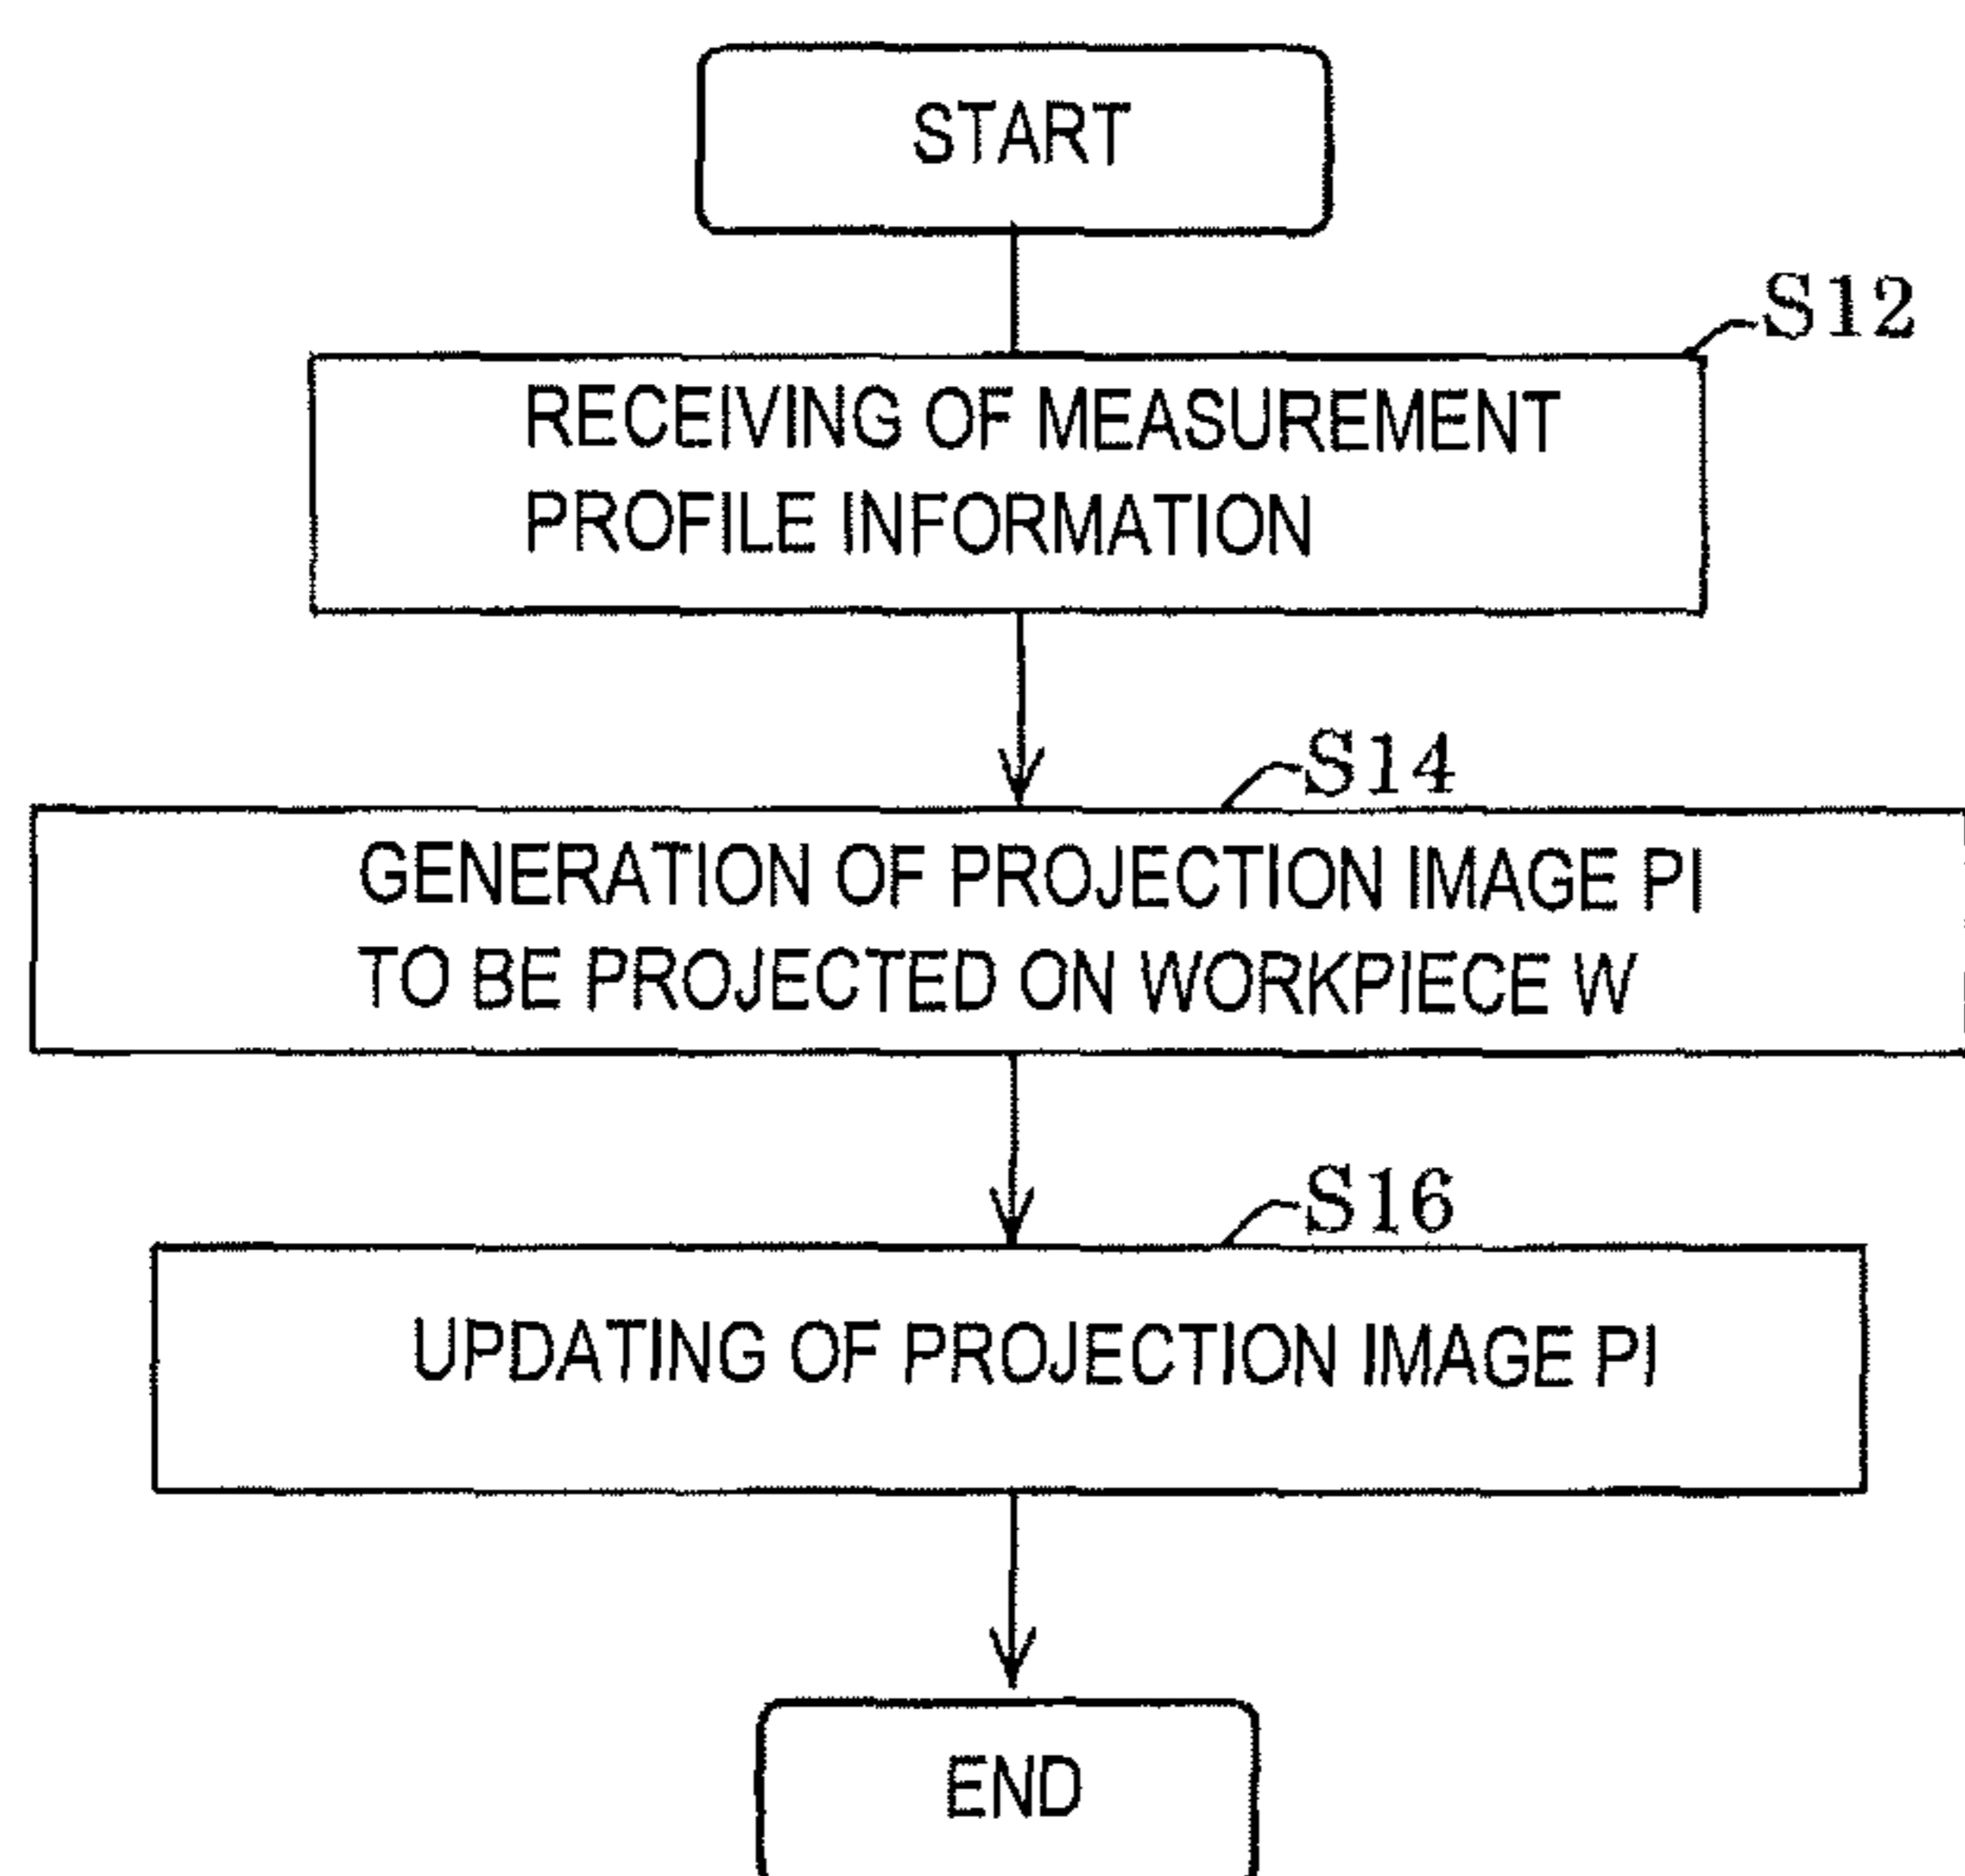 START
S12
RECEIVING OF MEASUREMENT
PROFILE INFORMATION
S14
GENERATION OF PROJECTION IMAGE PI
TO BE PROJECTED ON WORKPIECE W
S16
UPDATING OF PROJECTION IMAGE PI
END